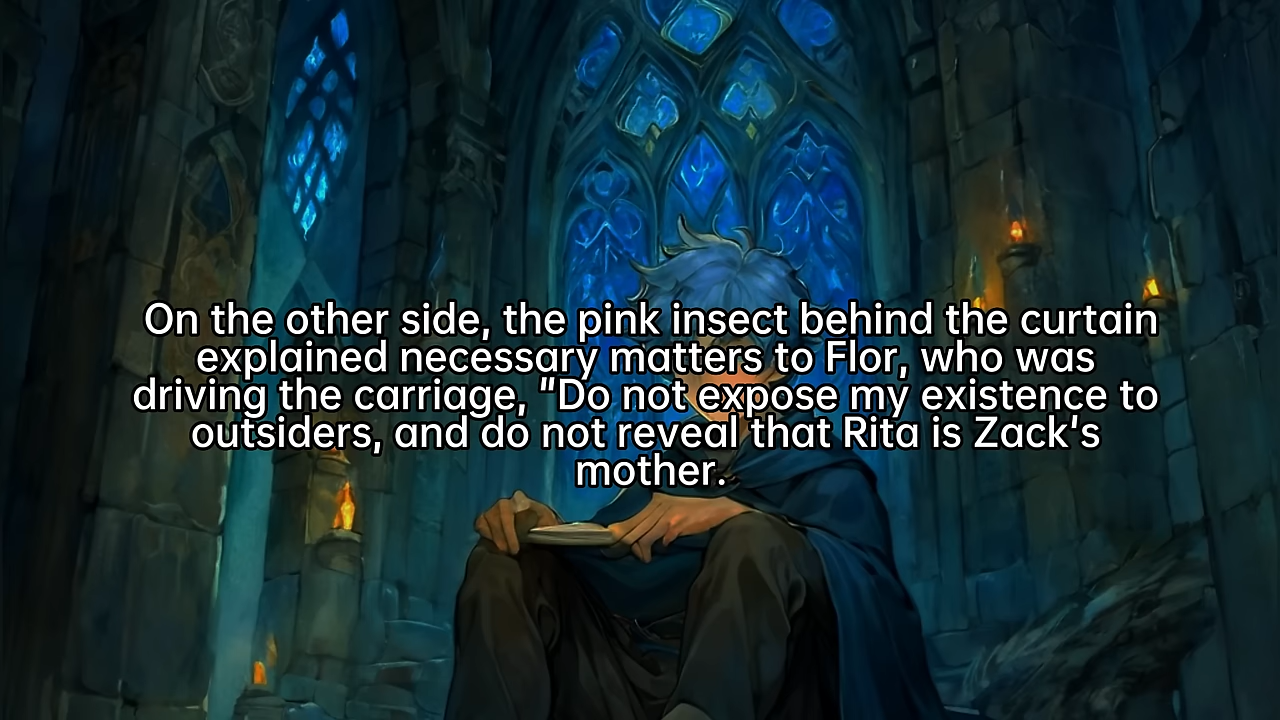 On the other side, the pink insect behind the curtain
explained necessary matters to Flor, who was
driving the carriage, "Do not expose my existence to
outsiders, and do not reveal that Rita is Zack's
mother.